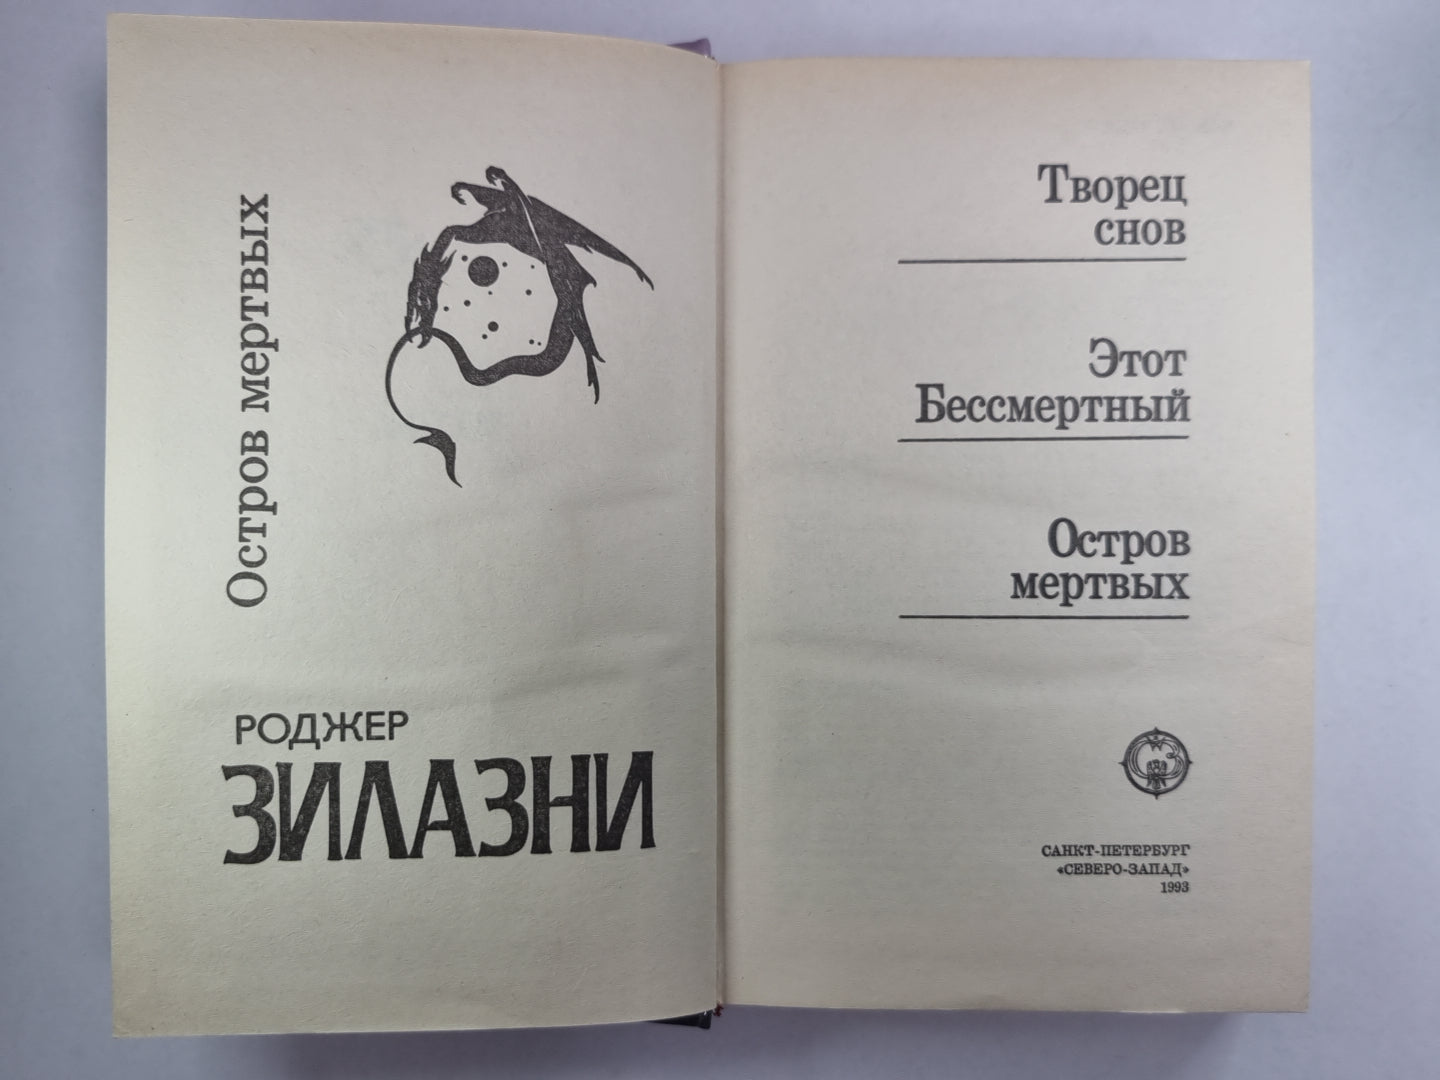 Остров мертвых
РОДЖЕР
ЗИЛАЗНИ
Творец
снов
Этот
Бессмертный
Остров
мертвых
САНКТ-ПЕТЕРБУРГ
«СЕВЕРО-ЗАПАД»
1993